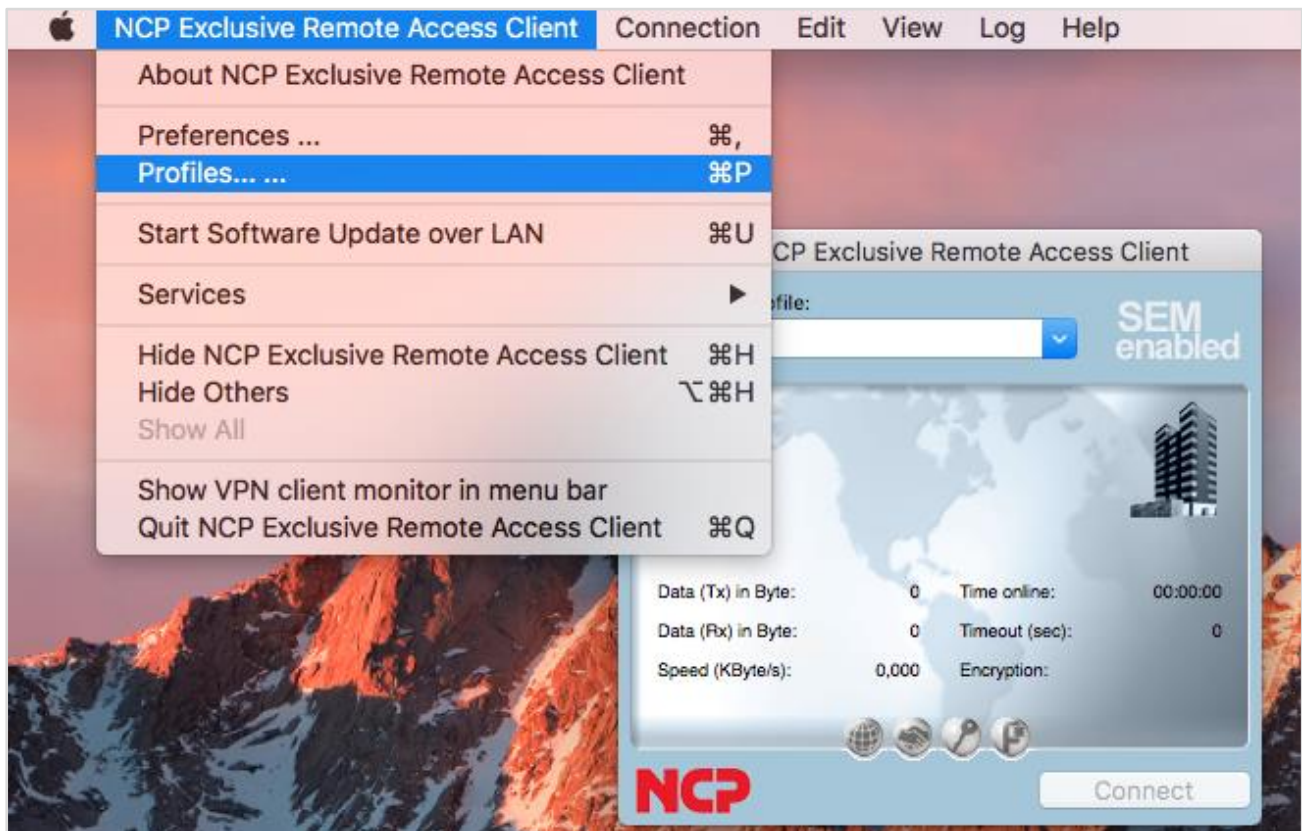 NCP Exclusive Remote Access Client Connection Edit View Log Help
About NCP Exclusive Remote Access Client
Preferences ... ⌘,
Profiles... ... ⌘P
Start Software Update over LAN ⌘U
Services ▶
Hide NCP Exclusive Remote Access Client ⌘H
Hide Others ⌥⌘H
Show All
Show VPN client monitor in menu bar
Quit NCP Exclusive Remote Access Client ⌘Q
CP Exclusive Remote Access Client
ofile:
SEM
enabled
Data (Tx) in Byte: 0 Time online: 00:00:00
Data (Rx) in Byte: 0 Timeout (sec): 0
Speed (KByte/s): 0,000 Encryption:
NCP
Connect